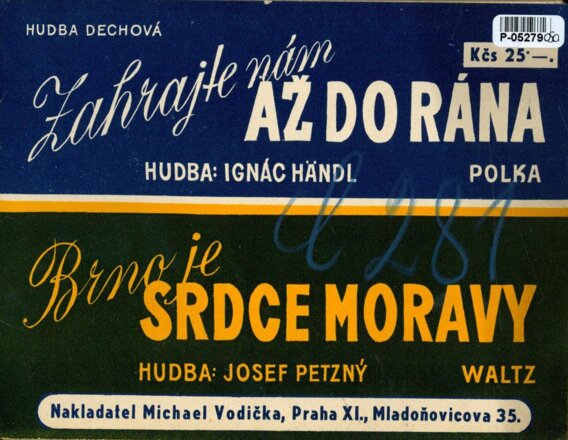 HUDBA DECHOVÁ
P-05279
Kčs 25·—.
Zahrajte nám
AŽ DO RÁNA
HUDBA: IGNÁC HÄNDL
POLKA
C 281
Brno je
SRDCE MORAVY
HUDBA: JOSEF PETZNÝ
WALTZ
Nakladatel Michael Vodička, Praha XI., Mladoňovicova 35.